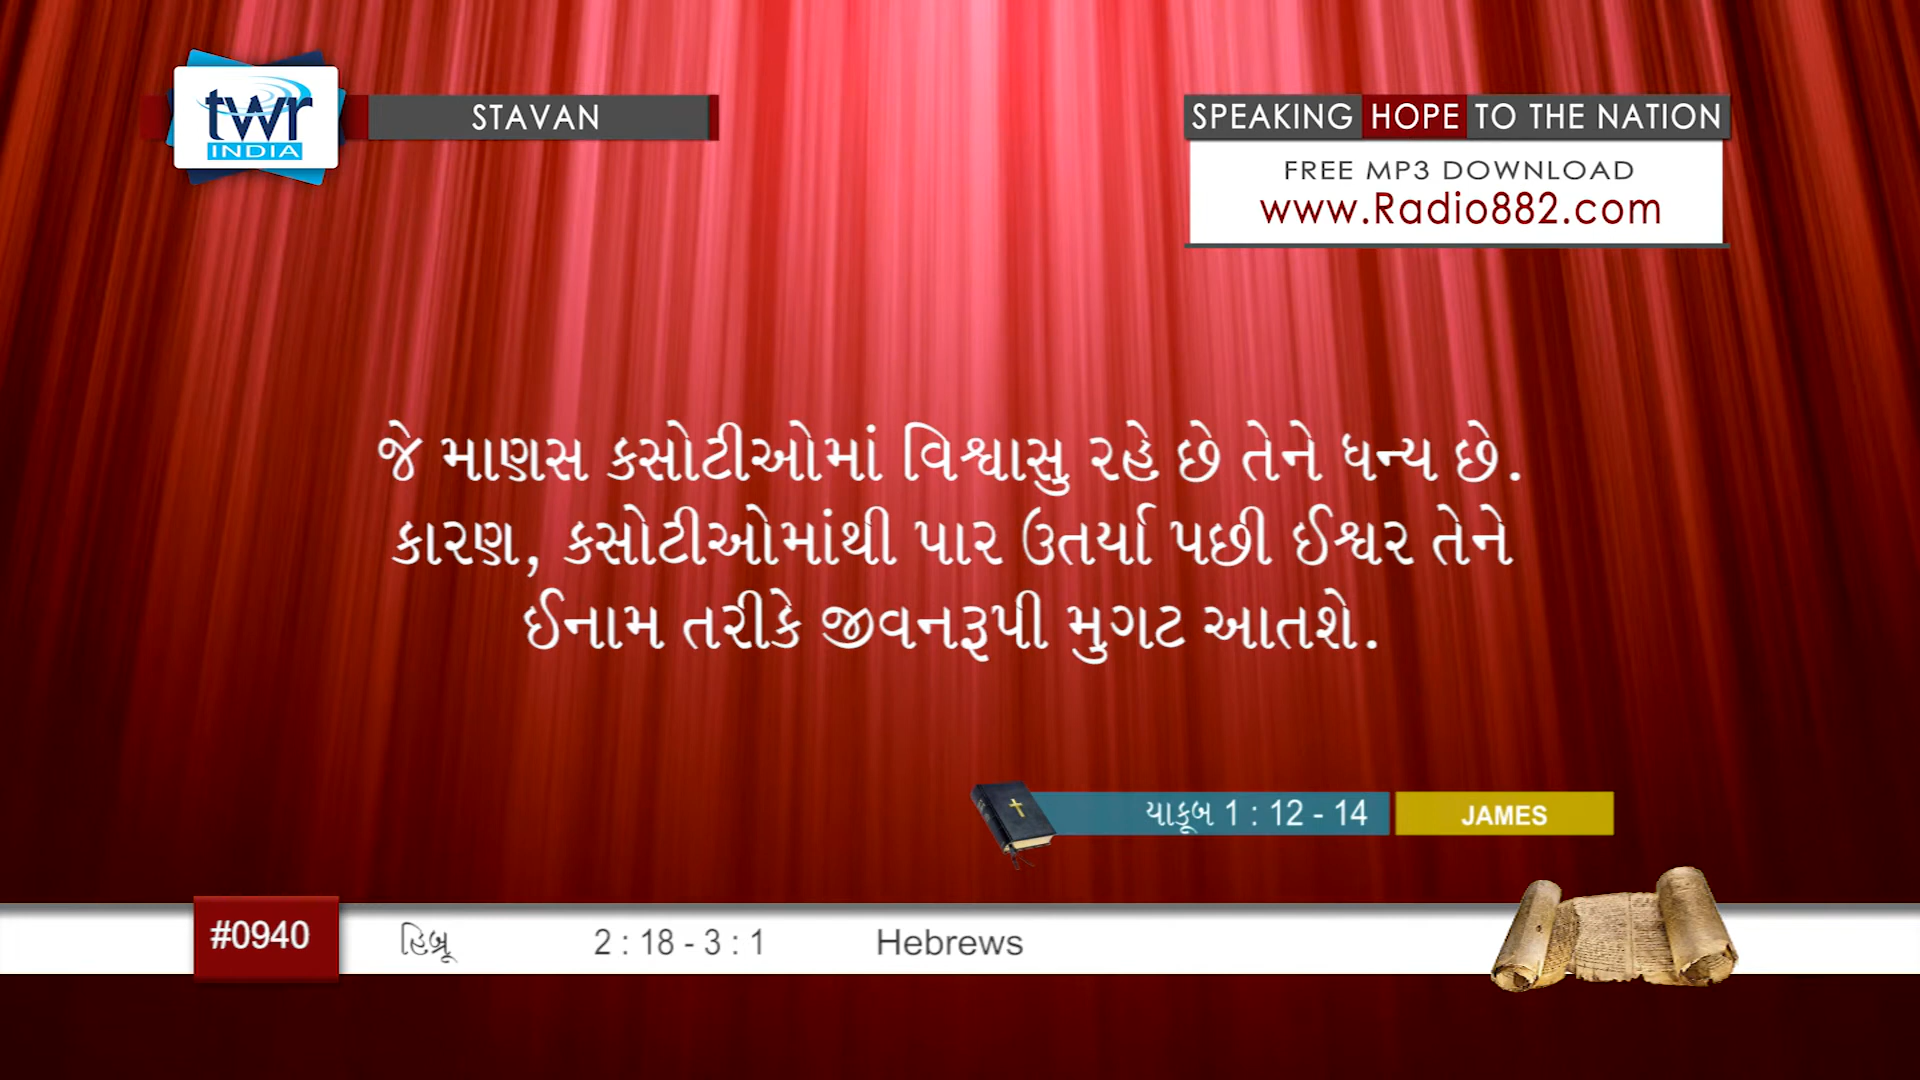 twr
INDIA
STAVAN
SPEAKING HOPE TO THE NATION
FREE MP3 DOWNLOAD
www.Radio882.com
જે માણસ કસોટીઓમાં વિશ્વાસુ રહે છે તેને ધન્ય છે.
કારણ, કસોટીઓમાંથી પાર ઉતર્યા પછી ઈશ્વર તેને
ઈનામ તરીકે જીવનરૂપી મુગટ આતશે.
યાકૂબ 1 : 12 - 14 JAMES
#0940 હિબ્રૂ 2 : 18 - 3 : 1 Hebrews